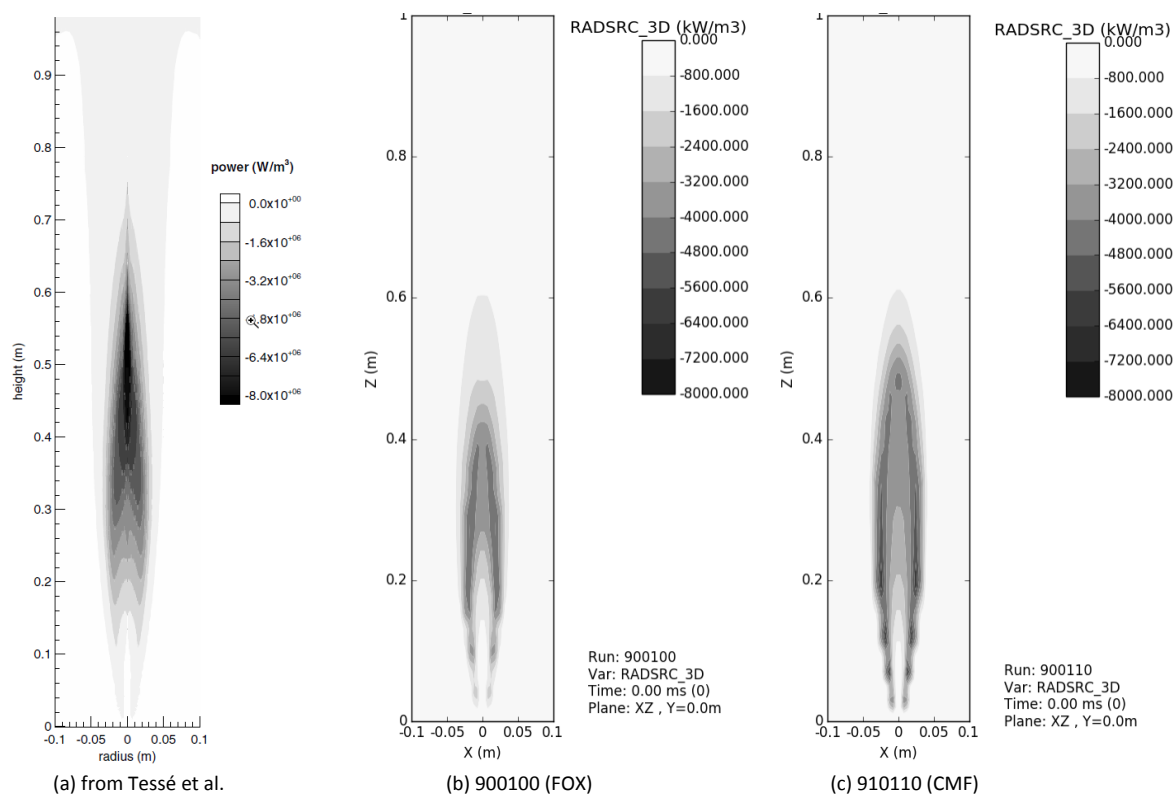 0.9
0.8
0.7
0.6
0.5
0.4
0.3
0.2
0.1
0
height (m)
-0.1 -0.05 0 0.05 0.1
radius (m)
power (W/m³)
0.0x10⁺⁰⁰
-1.6x10⁺⁰⁶
-3.2x10⁺⁰⁶
.8x10⁺⁰⁶
-6.4x10⁺⁰⁶
-8.0x10⁺⁰⁶
(a) from Tessé et al.
1
0.8
0.6
0.4
0.2
0
Z (m)
-0.1 -0.05 0 0.05 0.1
X (m)
RADSRC_3D (kW/m3)
0.000
-800.000
-1600.000
-2400.000
-3200.000
-4000.000
-4800.000
-5600.000
-6400.000
-7200.000
-8000.000
Run: 900100
Var: RADSRC_3D
Time: 0.00 ms (0)
Plane: XZ , Y=0.0m
(b) 900100 (FOX)
1
0.8
0.6
0.4
0.2
0
Z (m)
-0.1 -0.05 0 0.05 0.1
X (m)
RADSRC_3D (kW/m3)
0.000
-800.000
-1600.000
-2400.000
-3200.000
-4000.000
-4800.000
-5600.000
-6400.000
-7200.000
-8000.000
Run: 900110
Var: RADSRC_3D
Time: 0.00 ms (0)
Plane: XZ , Y=0.0m
(c) 910110 (CMF)